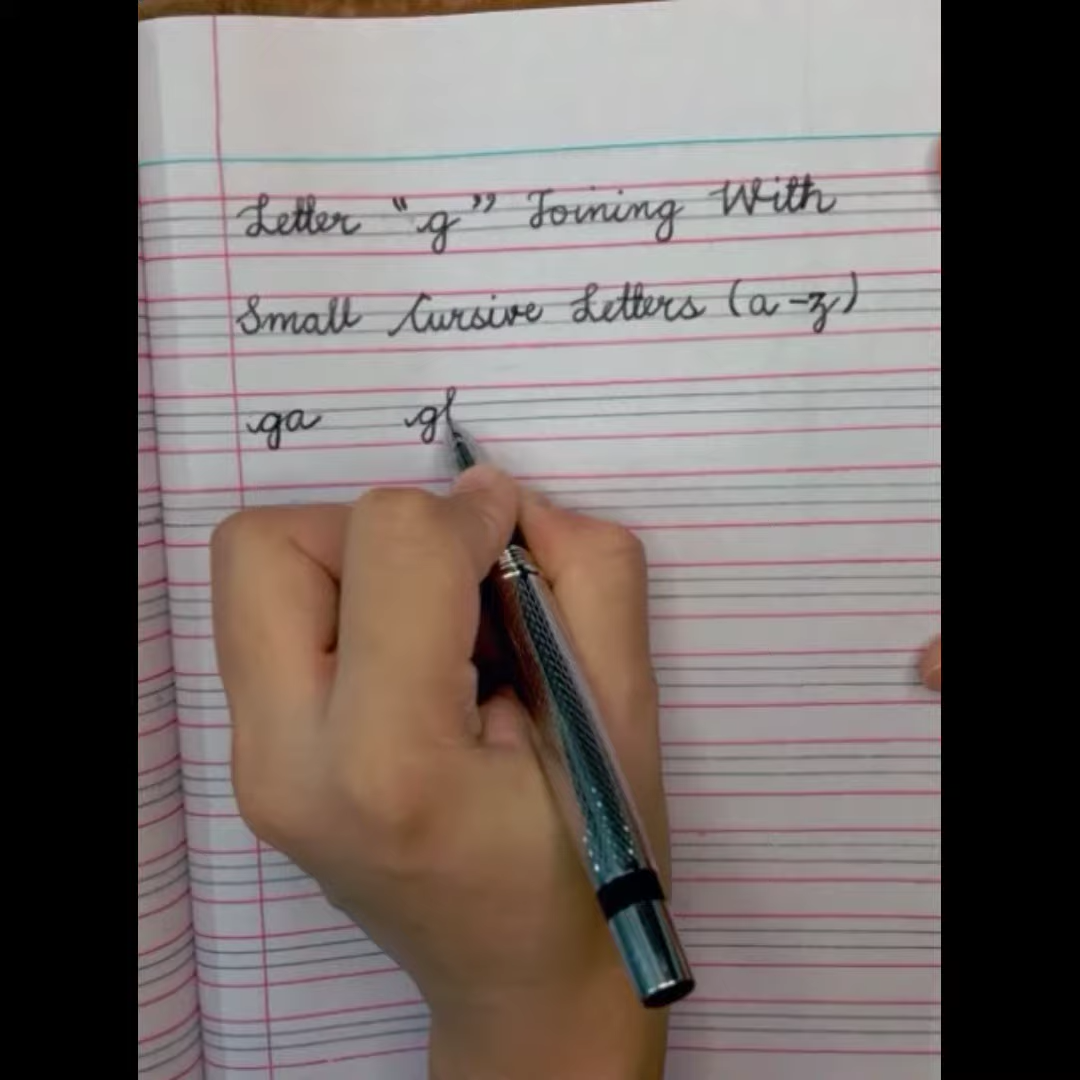 Letter “g” Joining With
Small Cursive Letters (a-z)
ga g